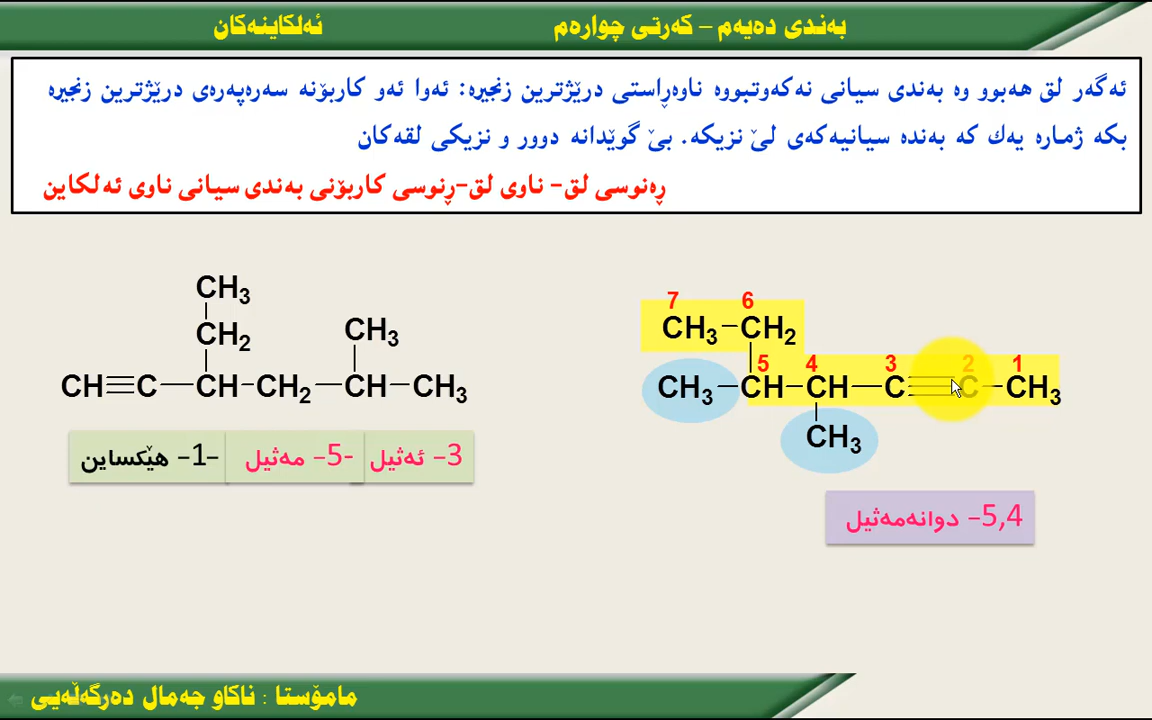 بەندی دەیەم – کەرتی چوارەم ئەلکاینەکان
ئەگەر لق هەبوو وە بەندی سیانی نەکەوتبووە ناوەڕاستی درێژترین زنجیرە: ئەوا ئەو کاربۆنە سەرەپەرەی درێژترین زنجیرە
بکە ژمارە یەك کە بەندە سیانیەکەی لێ نزیکە. بێ گوێدانە دوور و نزیکی لقەکان
ڕەنوسی لق- ناوی لق-ڕنوسی کاربۆنی بەندی سیانی ناوی ئەلکاین
CH3
CH2 CH3
CH≡C—CH–CH2—CH–CH3
3- ئەثیل -5- مەثیل -1- هێکساین
7 6
CH3–CH2
5 4 3 2 1
CH3–CH–CH—C≡C–CH3
CH3
5,4- دوانەمەثیل
مامۆستا : ناکاو جەمال دەرگەڵەیی